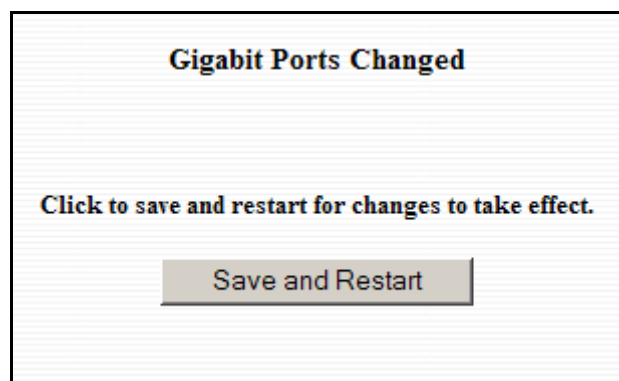 Gigabit Ports Changed
Click to save and restart for changes to take effect.
Save and Restart